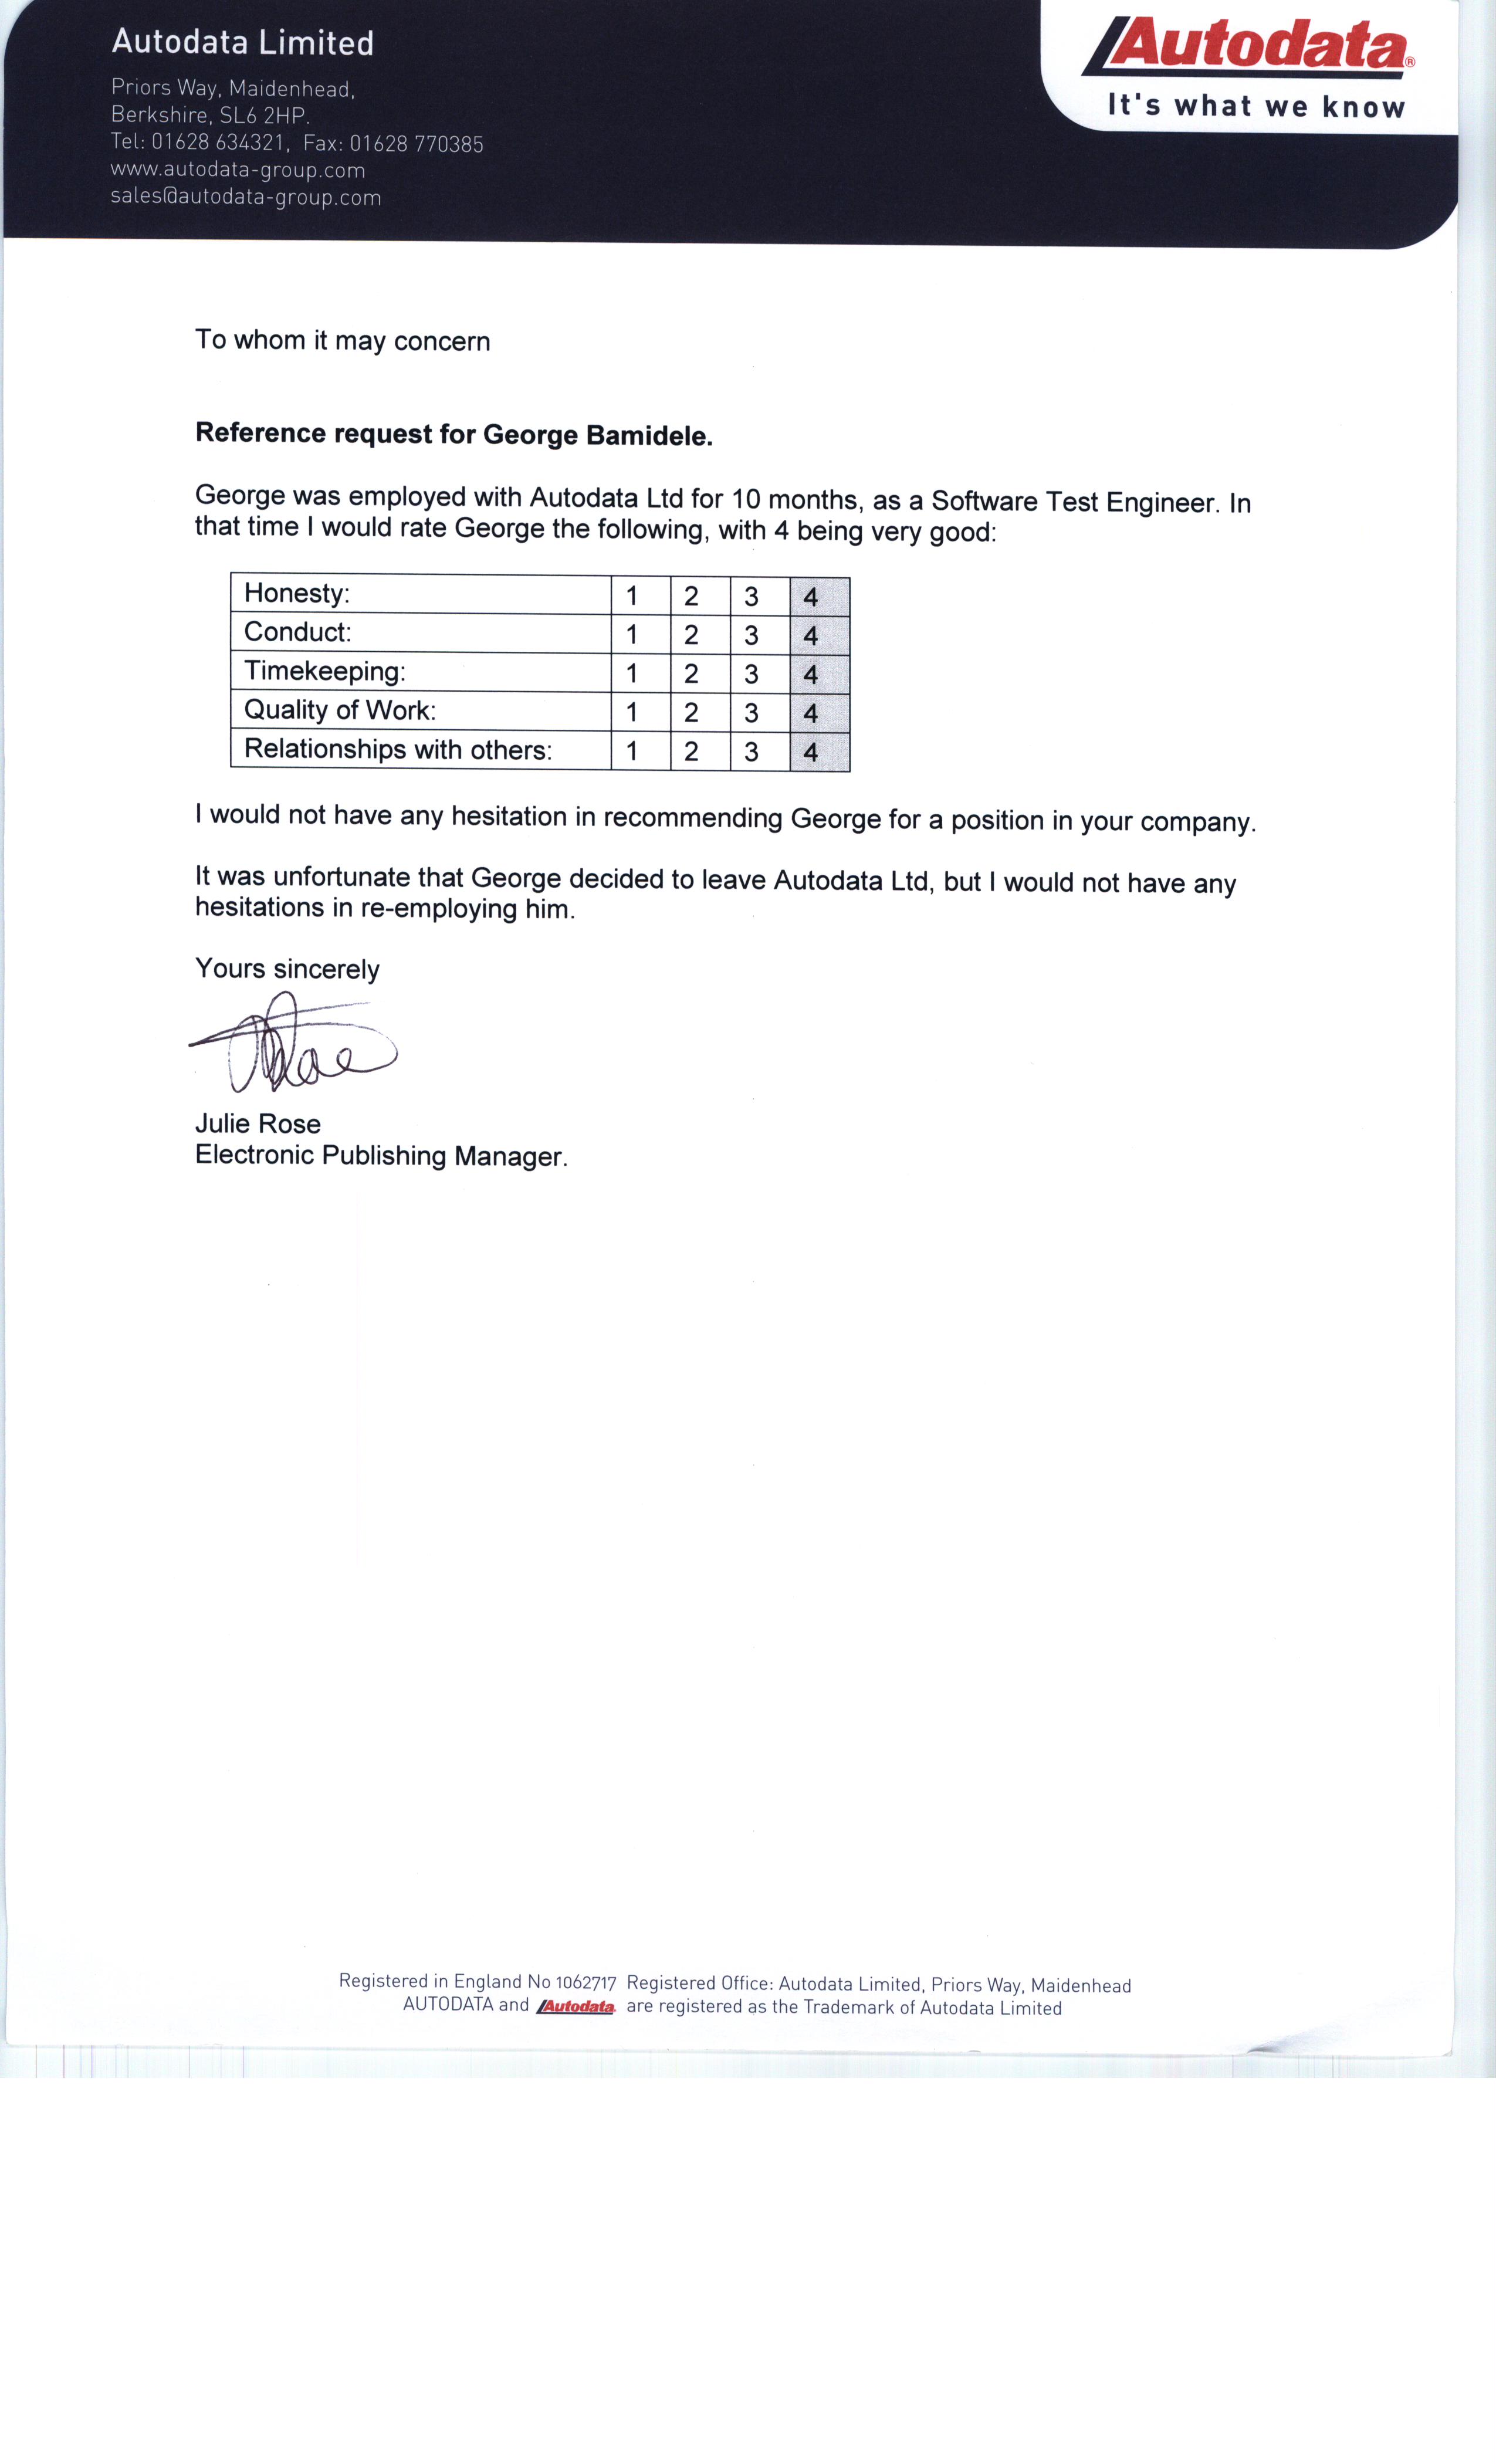 Autodata Limited
Priors Way, Maidenhead,
Berkshire, SL6 2HP.
Tel: 01628 634321, Fax: 01628 770385
www.autodata-group.com
sales@autodata-group.com
Autodata®
It's what we know
To whom it may concern
Reference request for George Bamidele.
George was employed with Autodata Ltd for 10 months, as a Software Test Engineer. In
that time I would rate George the following, with 4 being very good:
Honesty: 1 2 3 4
Conduct: 1 2 3 4
Timekeeping: 1 2 3 4
Quality of Work: 1 2 3 4
Relationships with others: 1 2 3 4
I would not have any hesitation in recommending George for a position in your company.
It was unfortunate that George decided to leave Autodata Ltd, but I would not have any
hesitations in re-employing him.
Yours sincerely
Julie Rose
Electronic Publishing Manager.
Registered in England No 1062717 Registered Office: Autodata Limited, Priors Way, Maidenhead
AUTODATA and Autodata are registered as the Trademark of Autodata Limited